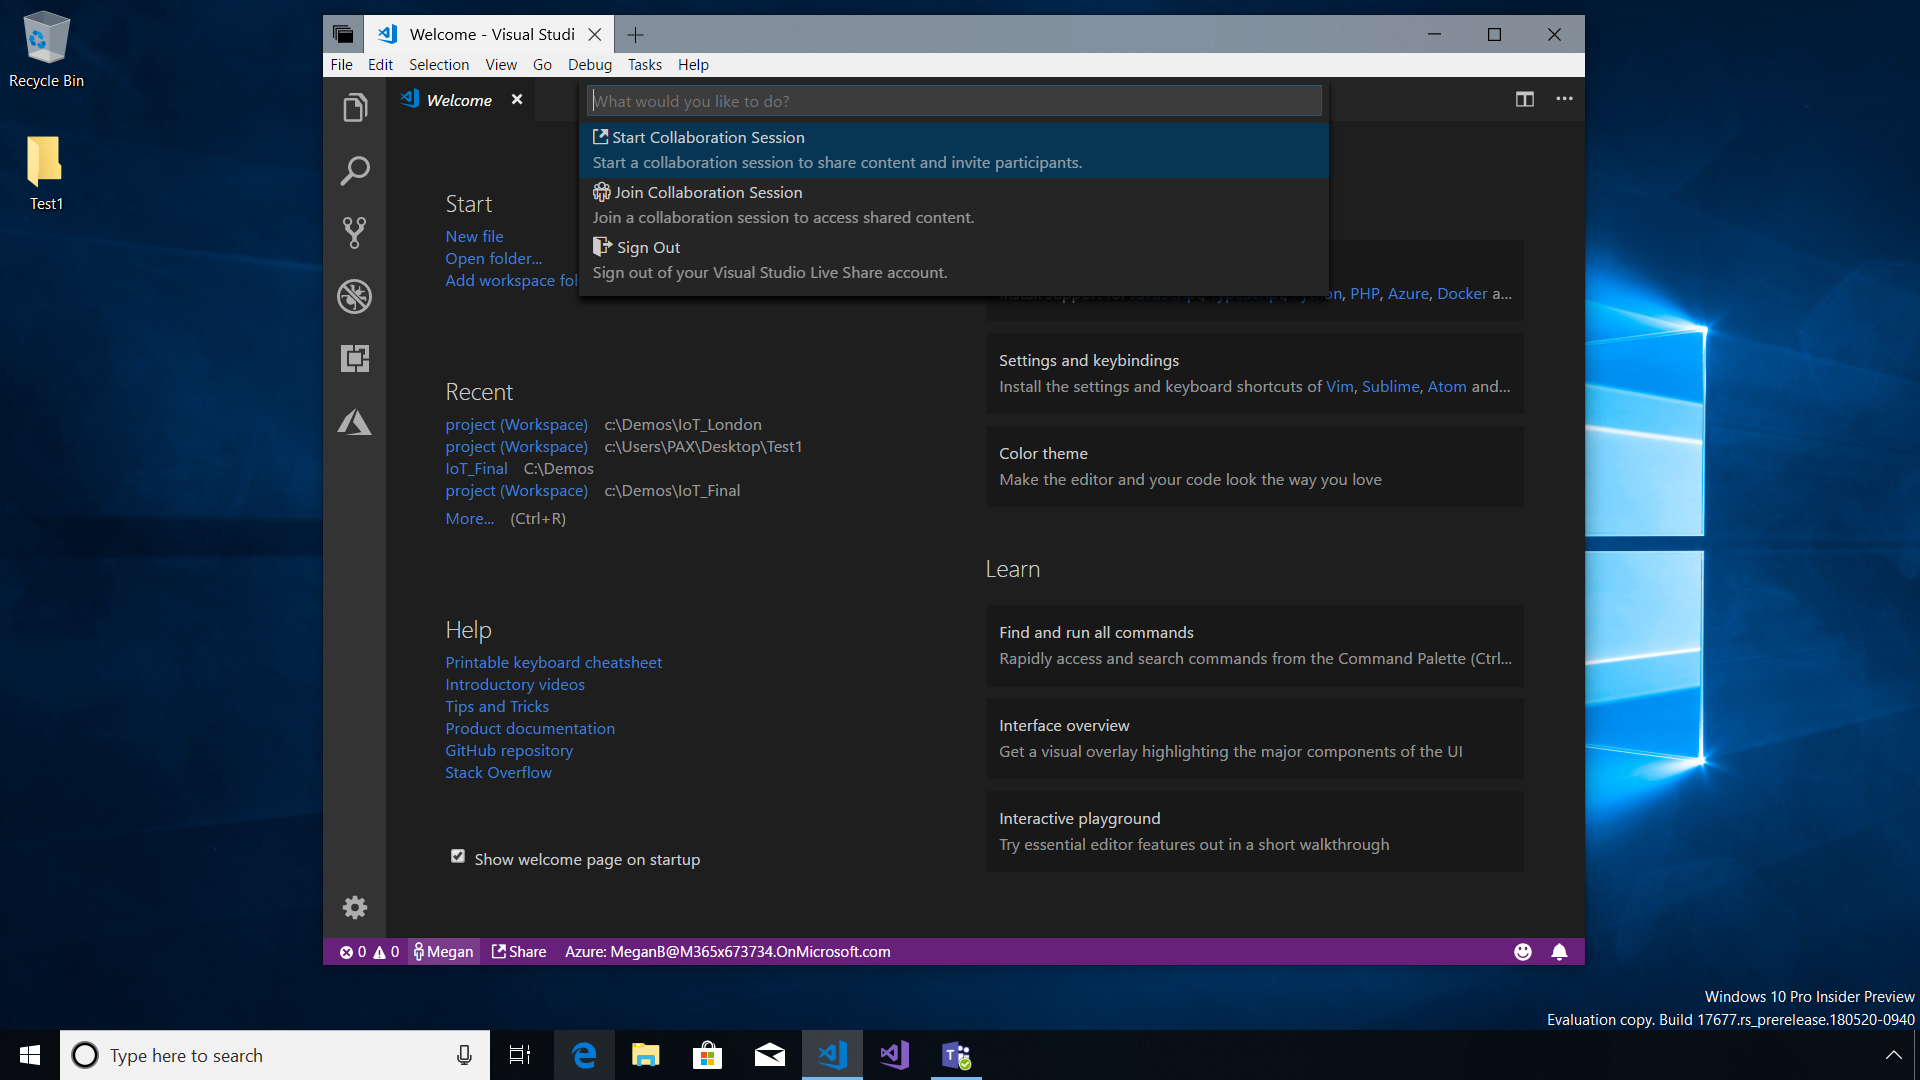 Recycle Bin
Test1
Welcome - Visual Studi
File Edit Selection View Go Debug Tasks Help
Welcome
What would you like to do?
Start Collaboration Session
Start a collaboration session to share content and invite participants.
Join Collaboration Session
Join a collaboration session to access shared content.
Sign Out
Sign out of your Visual Studio Live Share account.
Start
New file
Open folder...
Add workspace fol
PHP, Azure, Docker a...
Settings and keybindings
Install the settings and keyboard shortcuts of Vim, Sublime, Atom and...
Color theme
Make the editor and your code look the way you love
Recent
project (Workspace) c:\Demos\IoT_London
project (Workspace) c:\Users\PAX\Desktop\Test1
IoT_Final C:\Demos
project (Workspace) c:\Demos\IoT_Final
More... (Ctrl+R)
Learn
Find and run all commands
Rapidly access and search commands from the Command Palette (Ctrl...
Interface overview
Get a visual overlay highlighting the major components of the UI
Interactive playground
Try essential editor features out in a short walkthrough
Help
Printable keyboard cheatsheet
Introductory videos
Tips and Tricks
Product documentation
GitHub repository
Stack Overflow
Show welcome page on startup
0 0 Megan Share Azure: MeganB@M365x673734.OnMicrosoft.com
Windows 10 Pro Insider Preview
Evaluation copy. Build 17677.rs_prerelease.180520-0940
Type here to search